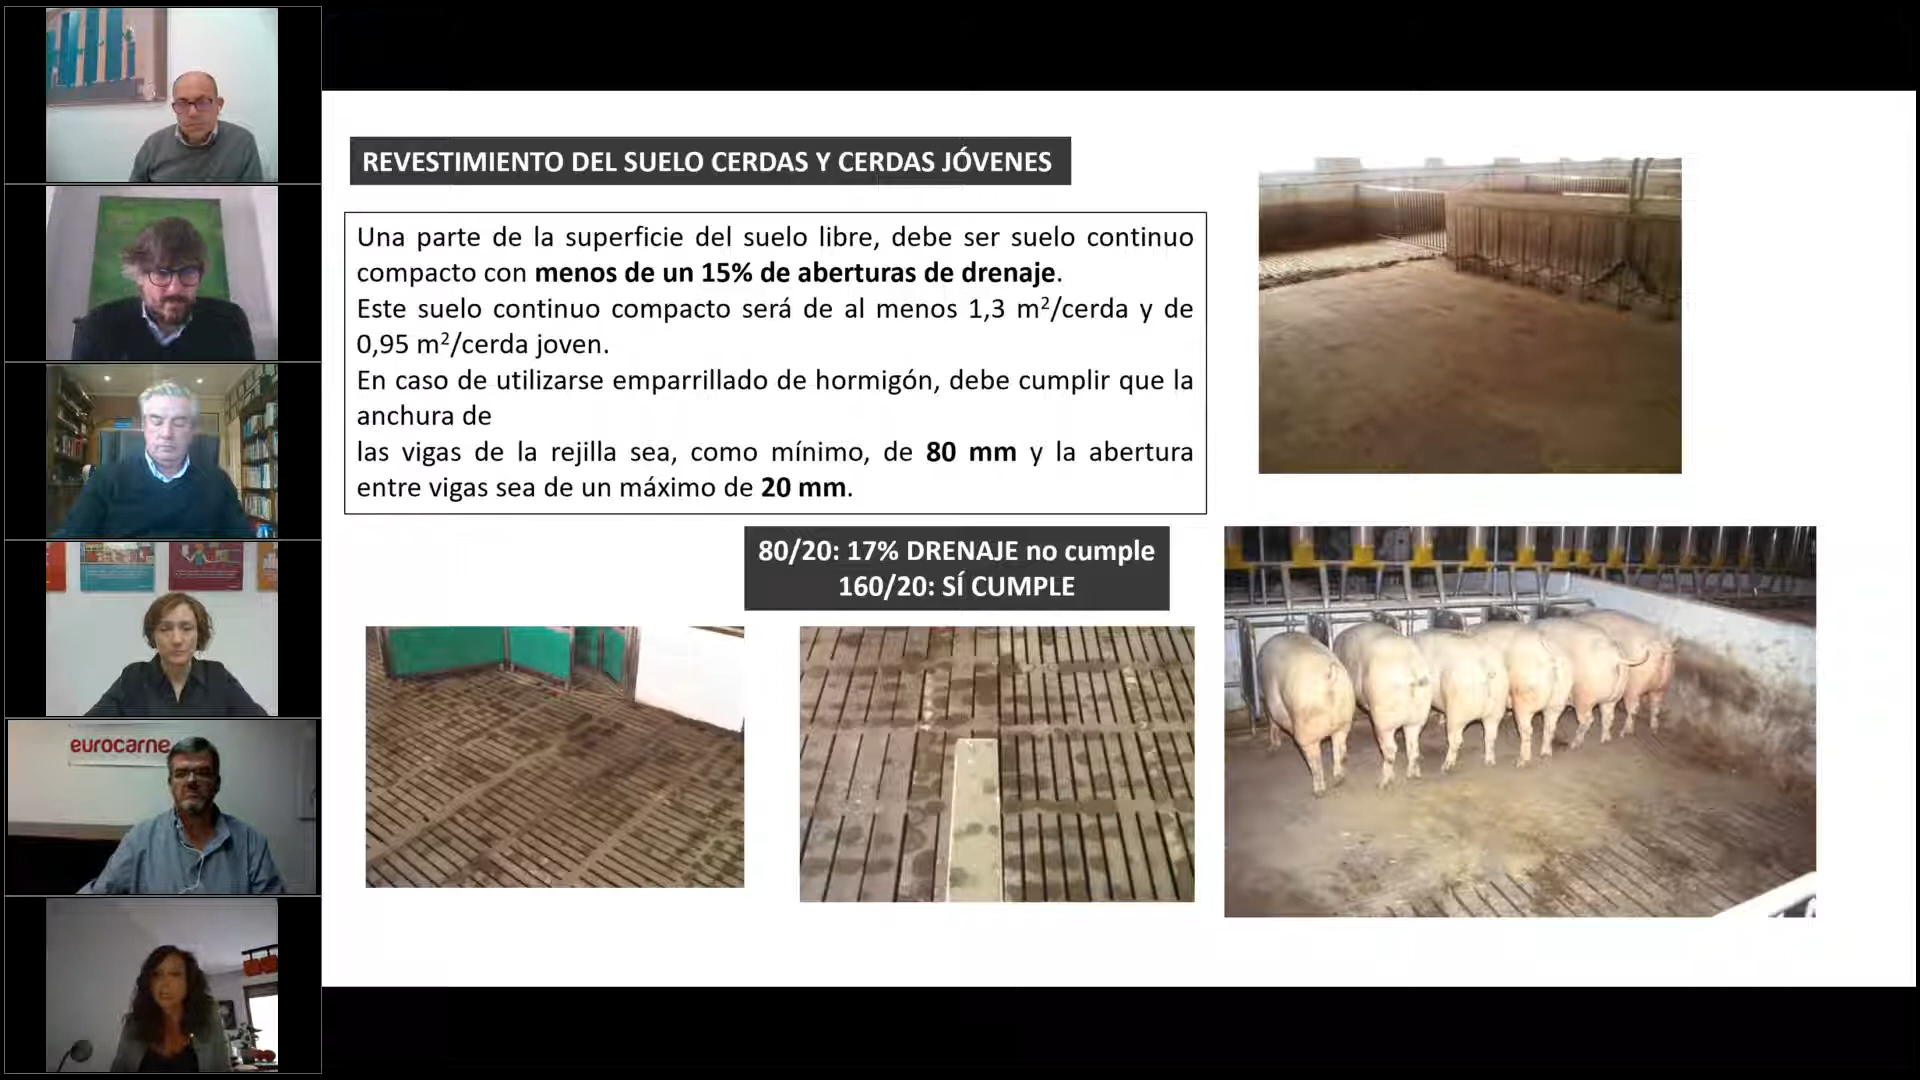 REVESTIMIENTO DEL SUELO CERDAS Y CERDAS JÓVENES
Una parte de la superficie del suelo libre, debe ser suelo continuo
compacto con menos de un 15% de aberturas de drenaje.
Este suelo continuo compacto será de al menos 1,3 m²/cerda y de
0,95 m²/cerda joven.
En caso de utilizarse emparrillado de hormigón, debe cumplir que la
anchura de
las vigas de la rejilla sea, como mínimo, de 80 mm y la abertura
entre vigas sea de un máximo de 20 mm.
80/20: 17% DRENAJE no cumple
160/20: SÍ CUMPLE
eurocarne